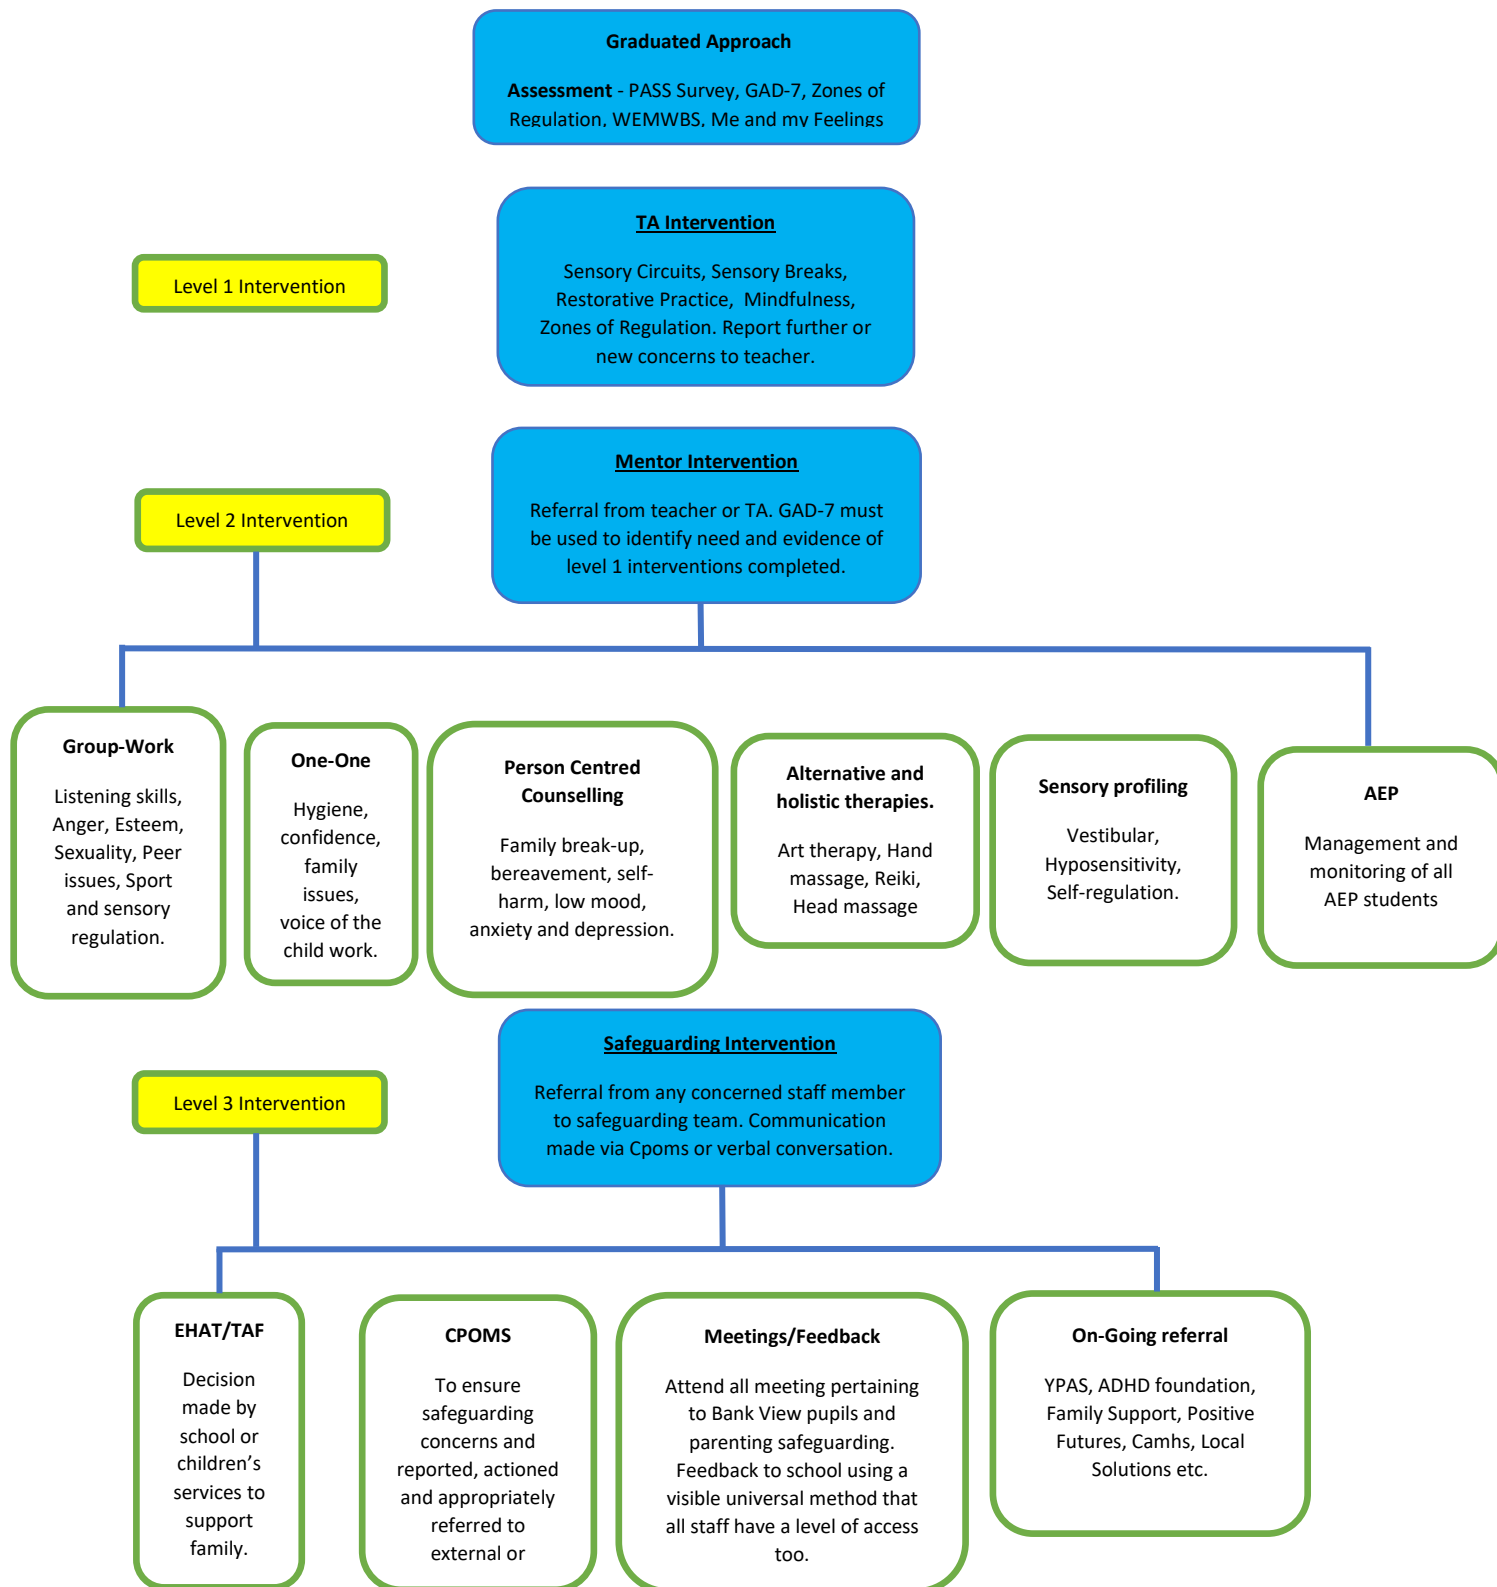 Graduated Approach
Assessment - PASS Survey, GAD-7, Zones of
Regulation, WEMWBS, Me and my Feelings
TA Intervention
Sensory Circuits, Sensory Breaks,
Restorative Practice,  Mindfulness,
Zones of Regulation. Report further or
new concerns to teacher.
Level 1 Intervention
Mentor Intervention
Referral from teacher or TA. GAD-7 must
be used to identify need and evidence of
level 1 interventions completed.
Level 2 Intervention
Group-Work
Listening skills,
Anger, Esteem,
Sexuality, Peer
issues, Sport
and sensory
regulation.
One-One
Hygiene,
confidence,
family
issues,
voice of the
child work.
Person Centred
Counselling
Family break-up,
bereavement, self-
harm, low mood,
anxiety and depression.
Alternative and
holistic therapies.
Art therapy, Hand
massage, Reiki,
Head massage
Sensory profiling
Vestibular,
Hyposensitivity,
Self-regulation.
AEP
Management and
monitoring of all
AEP students
Safeguarding Intervention
Referral from any concerned staff member
to safeguarding team. Communication
made via Cpoms or verbal conversation.
Level 3 Intervention
EHAT/TAF
Decision
made by
school or
children’s
services to
support
family.
CPOMS
To ensure
safeguarding
concerns and
reported, actioned
and appropriately
referred to
external or
Meetings/Feedback
Attend all meeting pertaining
to Bank View pupils and
parenting safeguarding.
Feedback to school using a
visible universal method that
all staff have a level of access
too.
On-Going referral
YPAS, ADHD foundation,
Family Support, Positive
Futures, Camhs, Local
Solutions etc.